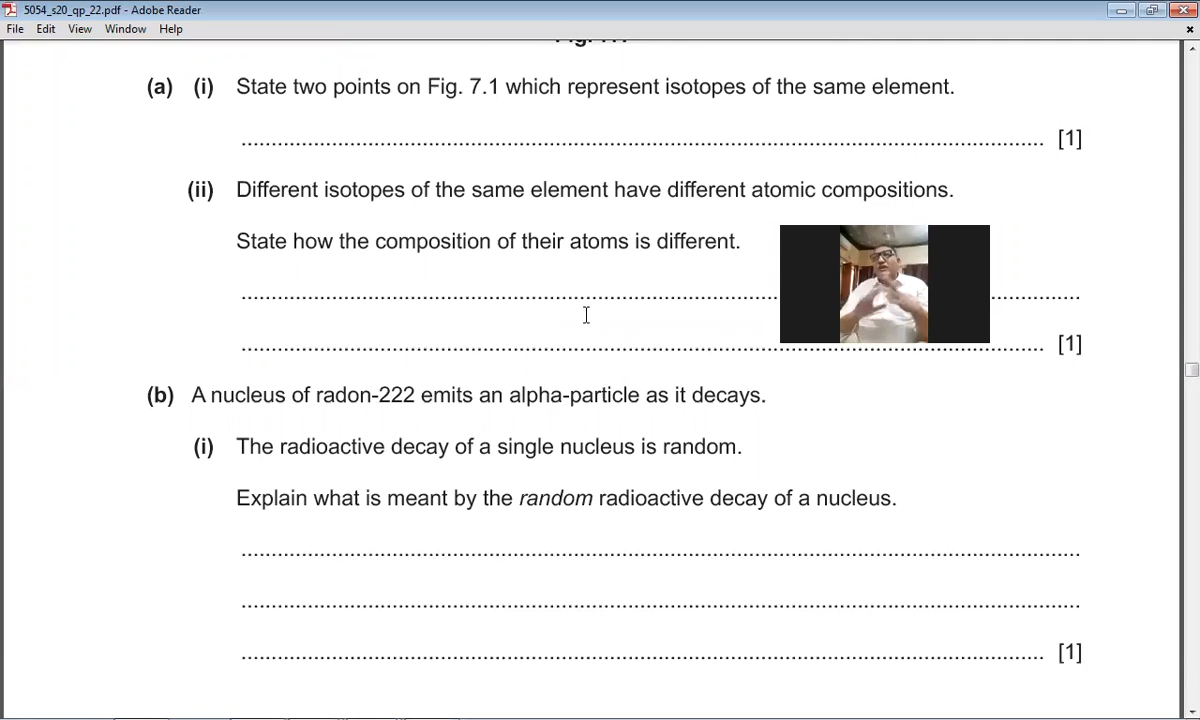 5054_s20_qp_22.pdf - Adobe Reader
File Edit View Window Help
(a) (i) State two points on Fig. 7.1 which represent isotopes of the same element.
.......... [1]
(ii) Different isotopes of the same element have different atomic compositions.
State how the composition of their atoms is different.
..........
.......... [1]
(b) A nucleus of radon-222 emits an alpha-particle as it decays.
(i) The radioactive decay of a single nucleus is random.
Explain what is meant by the random radioactive decay of a nucleus.
..........
..........
.......... [1]